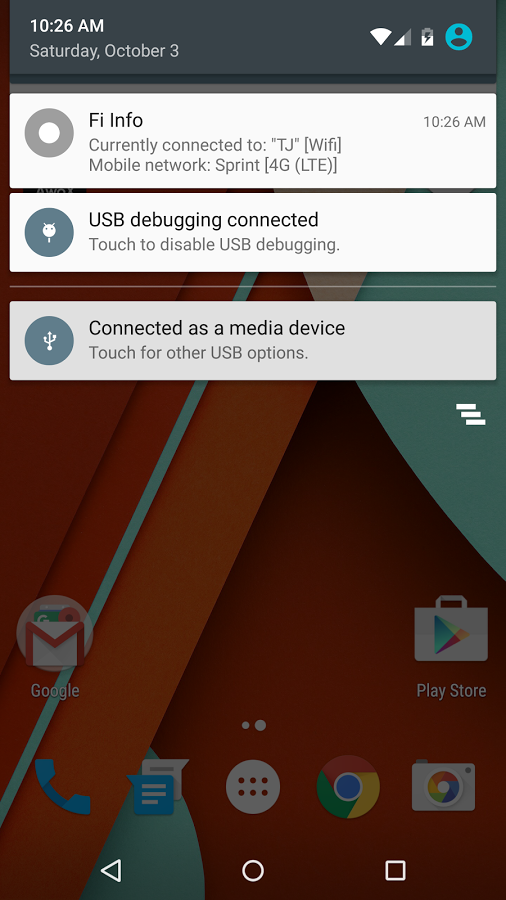 10:26 AM
Saturday, October 3
Fi Info
10:26 AM
Currently connected to: "TJ" [Wifi]
Mobile network: Sprint [4G (LTE)]
USB debugging connected
Touch to disable USB debugging.
Connected as a media device
Touch for other USB options.
Google
Play Store